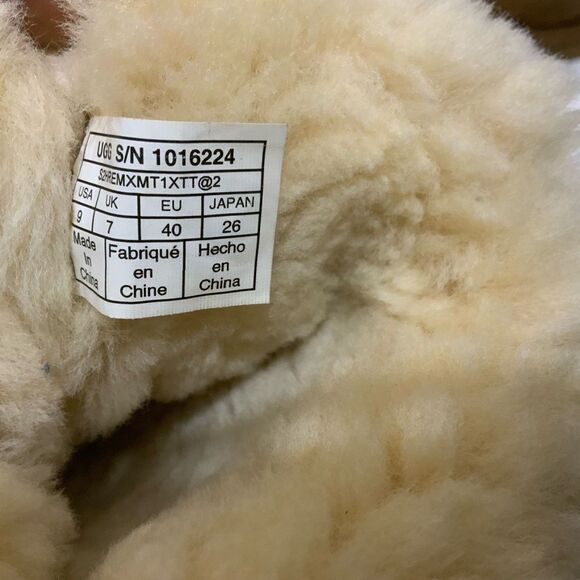 UGG S/N 1016224
S2HREMXMT1XTT@2
USA UK EU JAPAN
9 7 40 26
Made in China
Fabriqué en Chine
Hecho en China